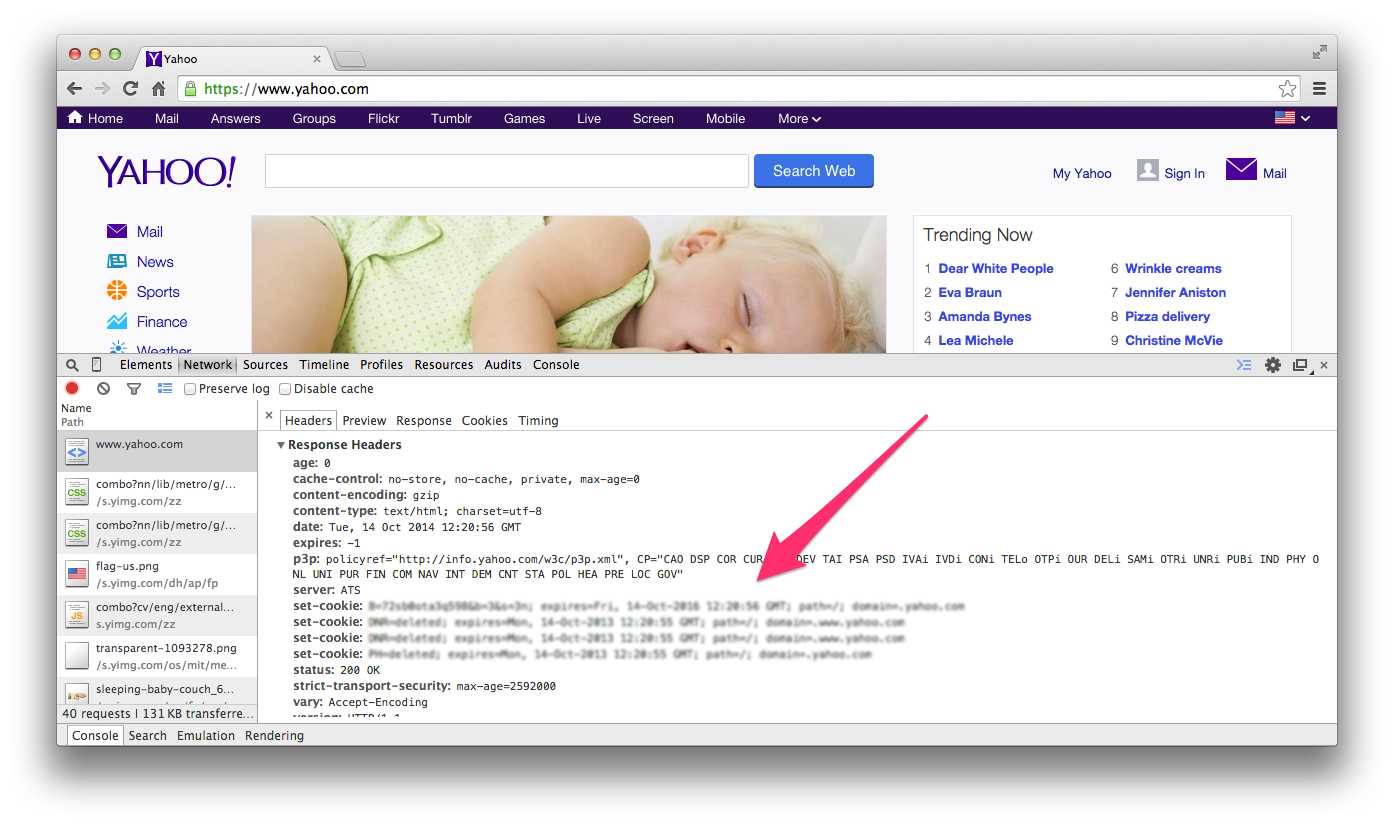 Yahoo
https://www.yahoo.com
Home Mail Answers Groups Flickr Tumblr Games Live Screen Mobile More
YAHOO! Search Web My Yahoo Sign In Mail
Mail
News
Sports
Finance
Weather
Trending Now
1 Dear White People 6 Wrinkle creams
2 Eva Braun 7 Jennifer Aniston
3 Amanda Bynes 8 Pizza delivery
4 Lea Michele 9 Christine McVie
Elements Network Sources Timeline Profiles Resources Audits Console
Preserve log Disable cache
Name
Path
www.yahoo.com
combo?nn/lib/metro/g/...
/s.yimg.com/zz
combo?nn/lib/metro/g/...
/s.yimg.com/zz
flag-us.png
/s.yimg.com/dh/ap/fp
combo?cv/eng/external...
s.yimg.com/zz
transparent-1093278.png
/s.yimg.com/os/mit/me...
sleeping-baby-couch_6...
40 requests | 131 KB transferre...
Headers Preview Response Cookies Timing
Response Headers
age: 0
cache-control: no-store, no-cache, private, max-age=0
content-encoding: gzip
content-type: text/html; charset=utf-8
date: Tue, 14 Oct 2014 12:20:56 GMT
expires: -1
p3p: policyref="http://info.yahoo.com/w3c/p3p.xml", CP="CAO DSP COR CUR DEV TAI PSA PSD IVAi IVDi CONi TELo OTPi OUR DELi SAMi OTRi UNRi PUBi IND PHY O
NL UNI PUR FIN COM NAV INT DEM CNT STA POL HEA PRE LOC GOV"
server: ATS
set-cookie:
set-cookie:
set-cookie:
set-cookie:
status: 200 OK
strict-transport-security: max-age=2592000
vary: Accept-Encoding
version: HTTP/1.1
Console Search Emulation Rendering